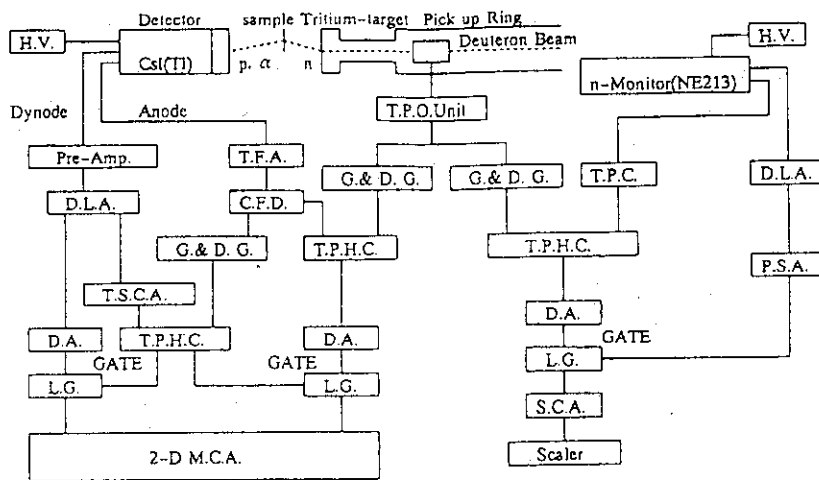 Detector
sample Tritium-target Pick up Ring
H.V.
CsI(Tl)
p, α
n
Deuteron Beam
H.V.
n-Monitor(NE213)
Dynode
Anode
T.P.O.Unit
Pre-Amp.
T.F.A.
G.& D. G.
G.& D. G.
T.P.C.
D.L.A.
D.L.A.
C.F.D.
G.& D. G.
T.P.H.C.
T.P.H.C.
P.S.A.
T.S.C.A.
D.A.
T.P.H.C.
D.A.
D.A.
GATE
GATE
GATE
L.G.
L.G.
L.G.
S.C.A.
2-D M.C.A.
Scaler